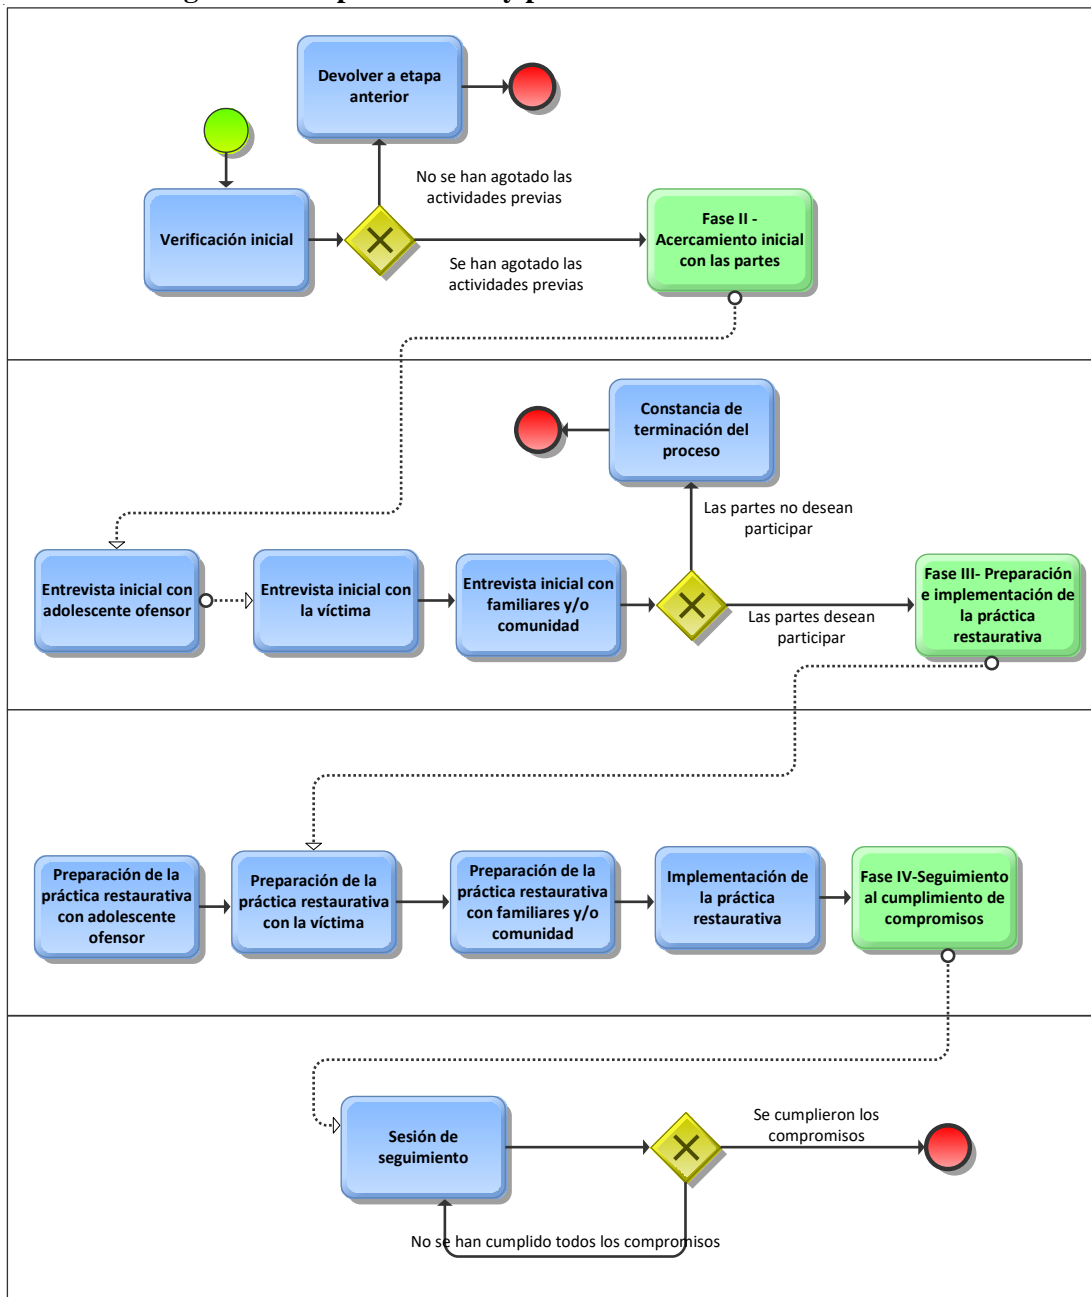 Devolver a etapa
anterior
No se han agotado las
actividades previas
Verificación inicial
Fase II -
Acercamiento inicial
con las partes
Se han agotado las
actividades previas
Constancia de
terminación del
proceso
Las partes no desean
participar
Entrevista inicial con
adolescente ofensor
Entrevista inicial con
la víctima
Entrevista inicial con
familiares y/o
comunidad
Las partes desean
participar
Fase III- Preparación
e implementación de
la práctica
restaurativa
Preparación de la
práctica restaurativa
con adolescente
ofensor
Preparación de la
práctica restaurativa
con la víctima
Preparación de la
práctica restaurativa
con familiares y/o
comunidad
Implementación de
la práctica
restaurativa
Fase IV-Seguimiento
al cumplimiento de
compromisos
Sesión de
seguimiento
Se cumplieron los
compromisos
No se han cumplido todos los compromisos